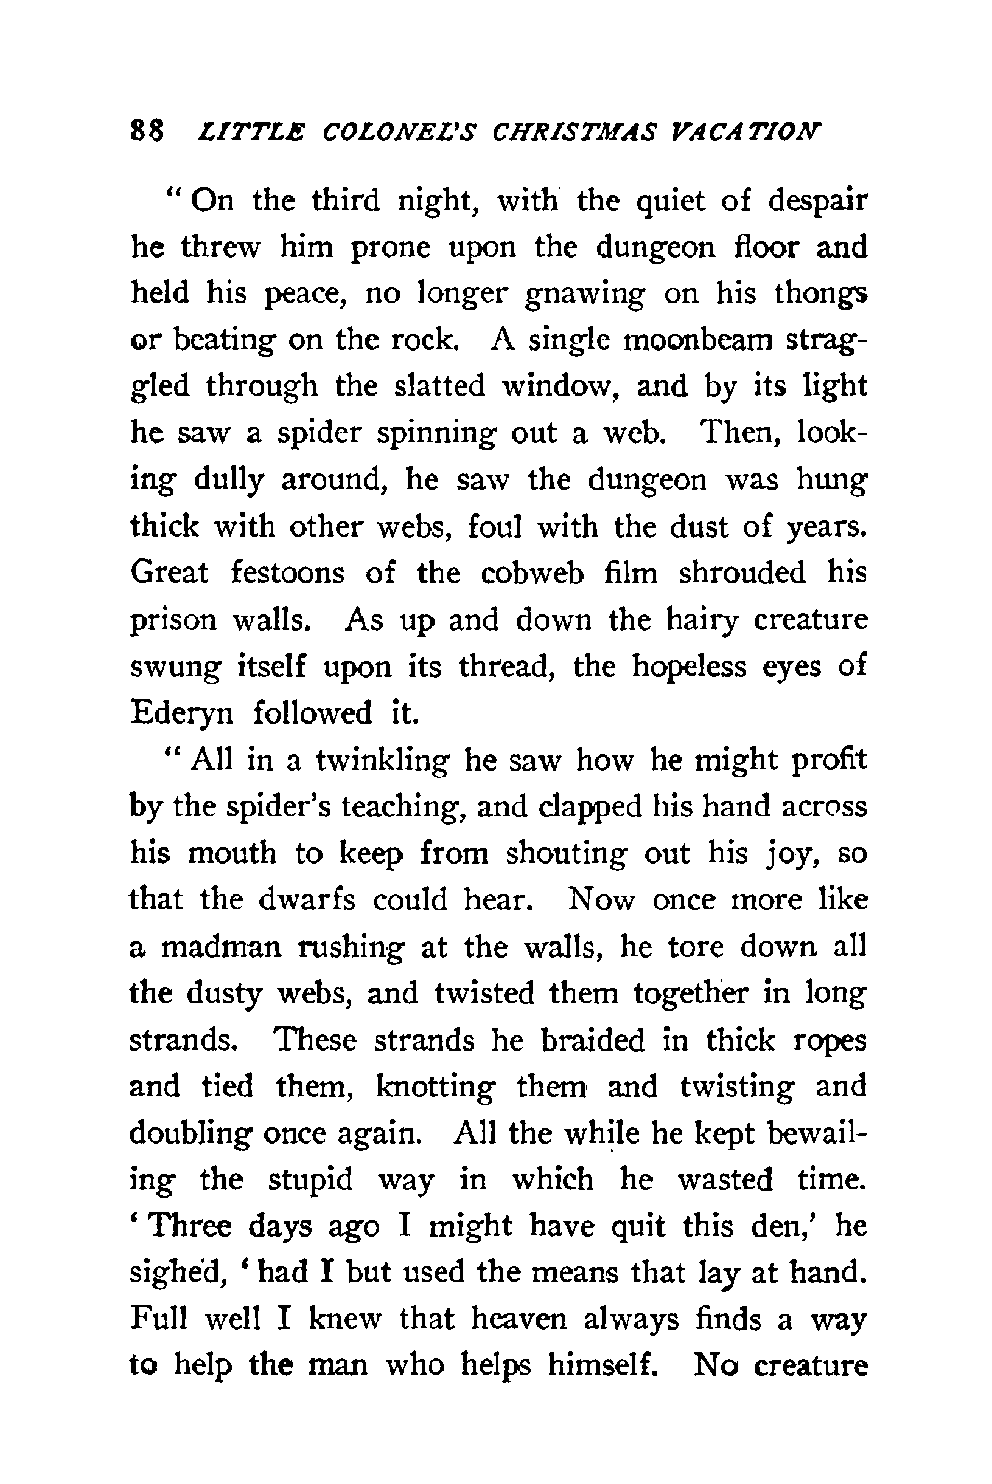 88 LITTLE COLONEL'S CHRISTMAS VACATION
“ On the third night, with the quiet of despair
he threw him prone upon the dungeon floor and
held his peace, no longer gnawing on his thongs
or beating on the rock. A single moonbeam strag-
gled through the slatted window, and by its light
he saw a spider spinning out a web. Then, look-
ing dully around, he saw the dungeon was hung
thick with other webs, foul with the dust of years.
Great festoons of the cobweb film shrouded his
prison walls. As up and down the hairy creature
swung itself upon its thread, the hopeless eyes of
Ederyn followed it.
“ All in a twinkling he saw how he might profit
by the spider’s teaching, and clapped his hand across
his mouth to keep from shouting out his joy, so
that the dwarfs could hear. Now once more like
a madman rushing at the walls, he tore down all
the dusty webs, and twisted them together in long
strands. These strands he braided in thick ropes
and tied them, knotting them and twisting and
doubling once again. All the while he kept bewail-
ing the stupid way in which he wasted time.
‘ Three days ago I might have quit this den,’ he
sighed, ‘ had I but used the means that lay at hand.
Full well I knew that heaven always finds a way
to help the man who helps himself. No creature